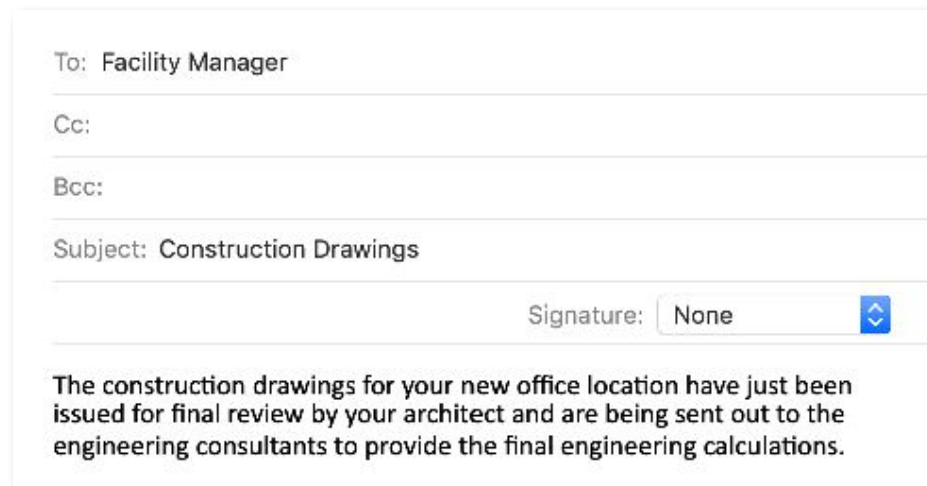 To: Facility Manager
Cc:
Bcc:
Subject: Construction Drawings
Signature: None
The construction drawings for your new office location have just been
issued for final review by your architect and are being sent out to the
engineering consultants to provide the final engineering calculations.